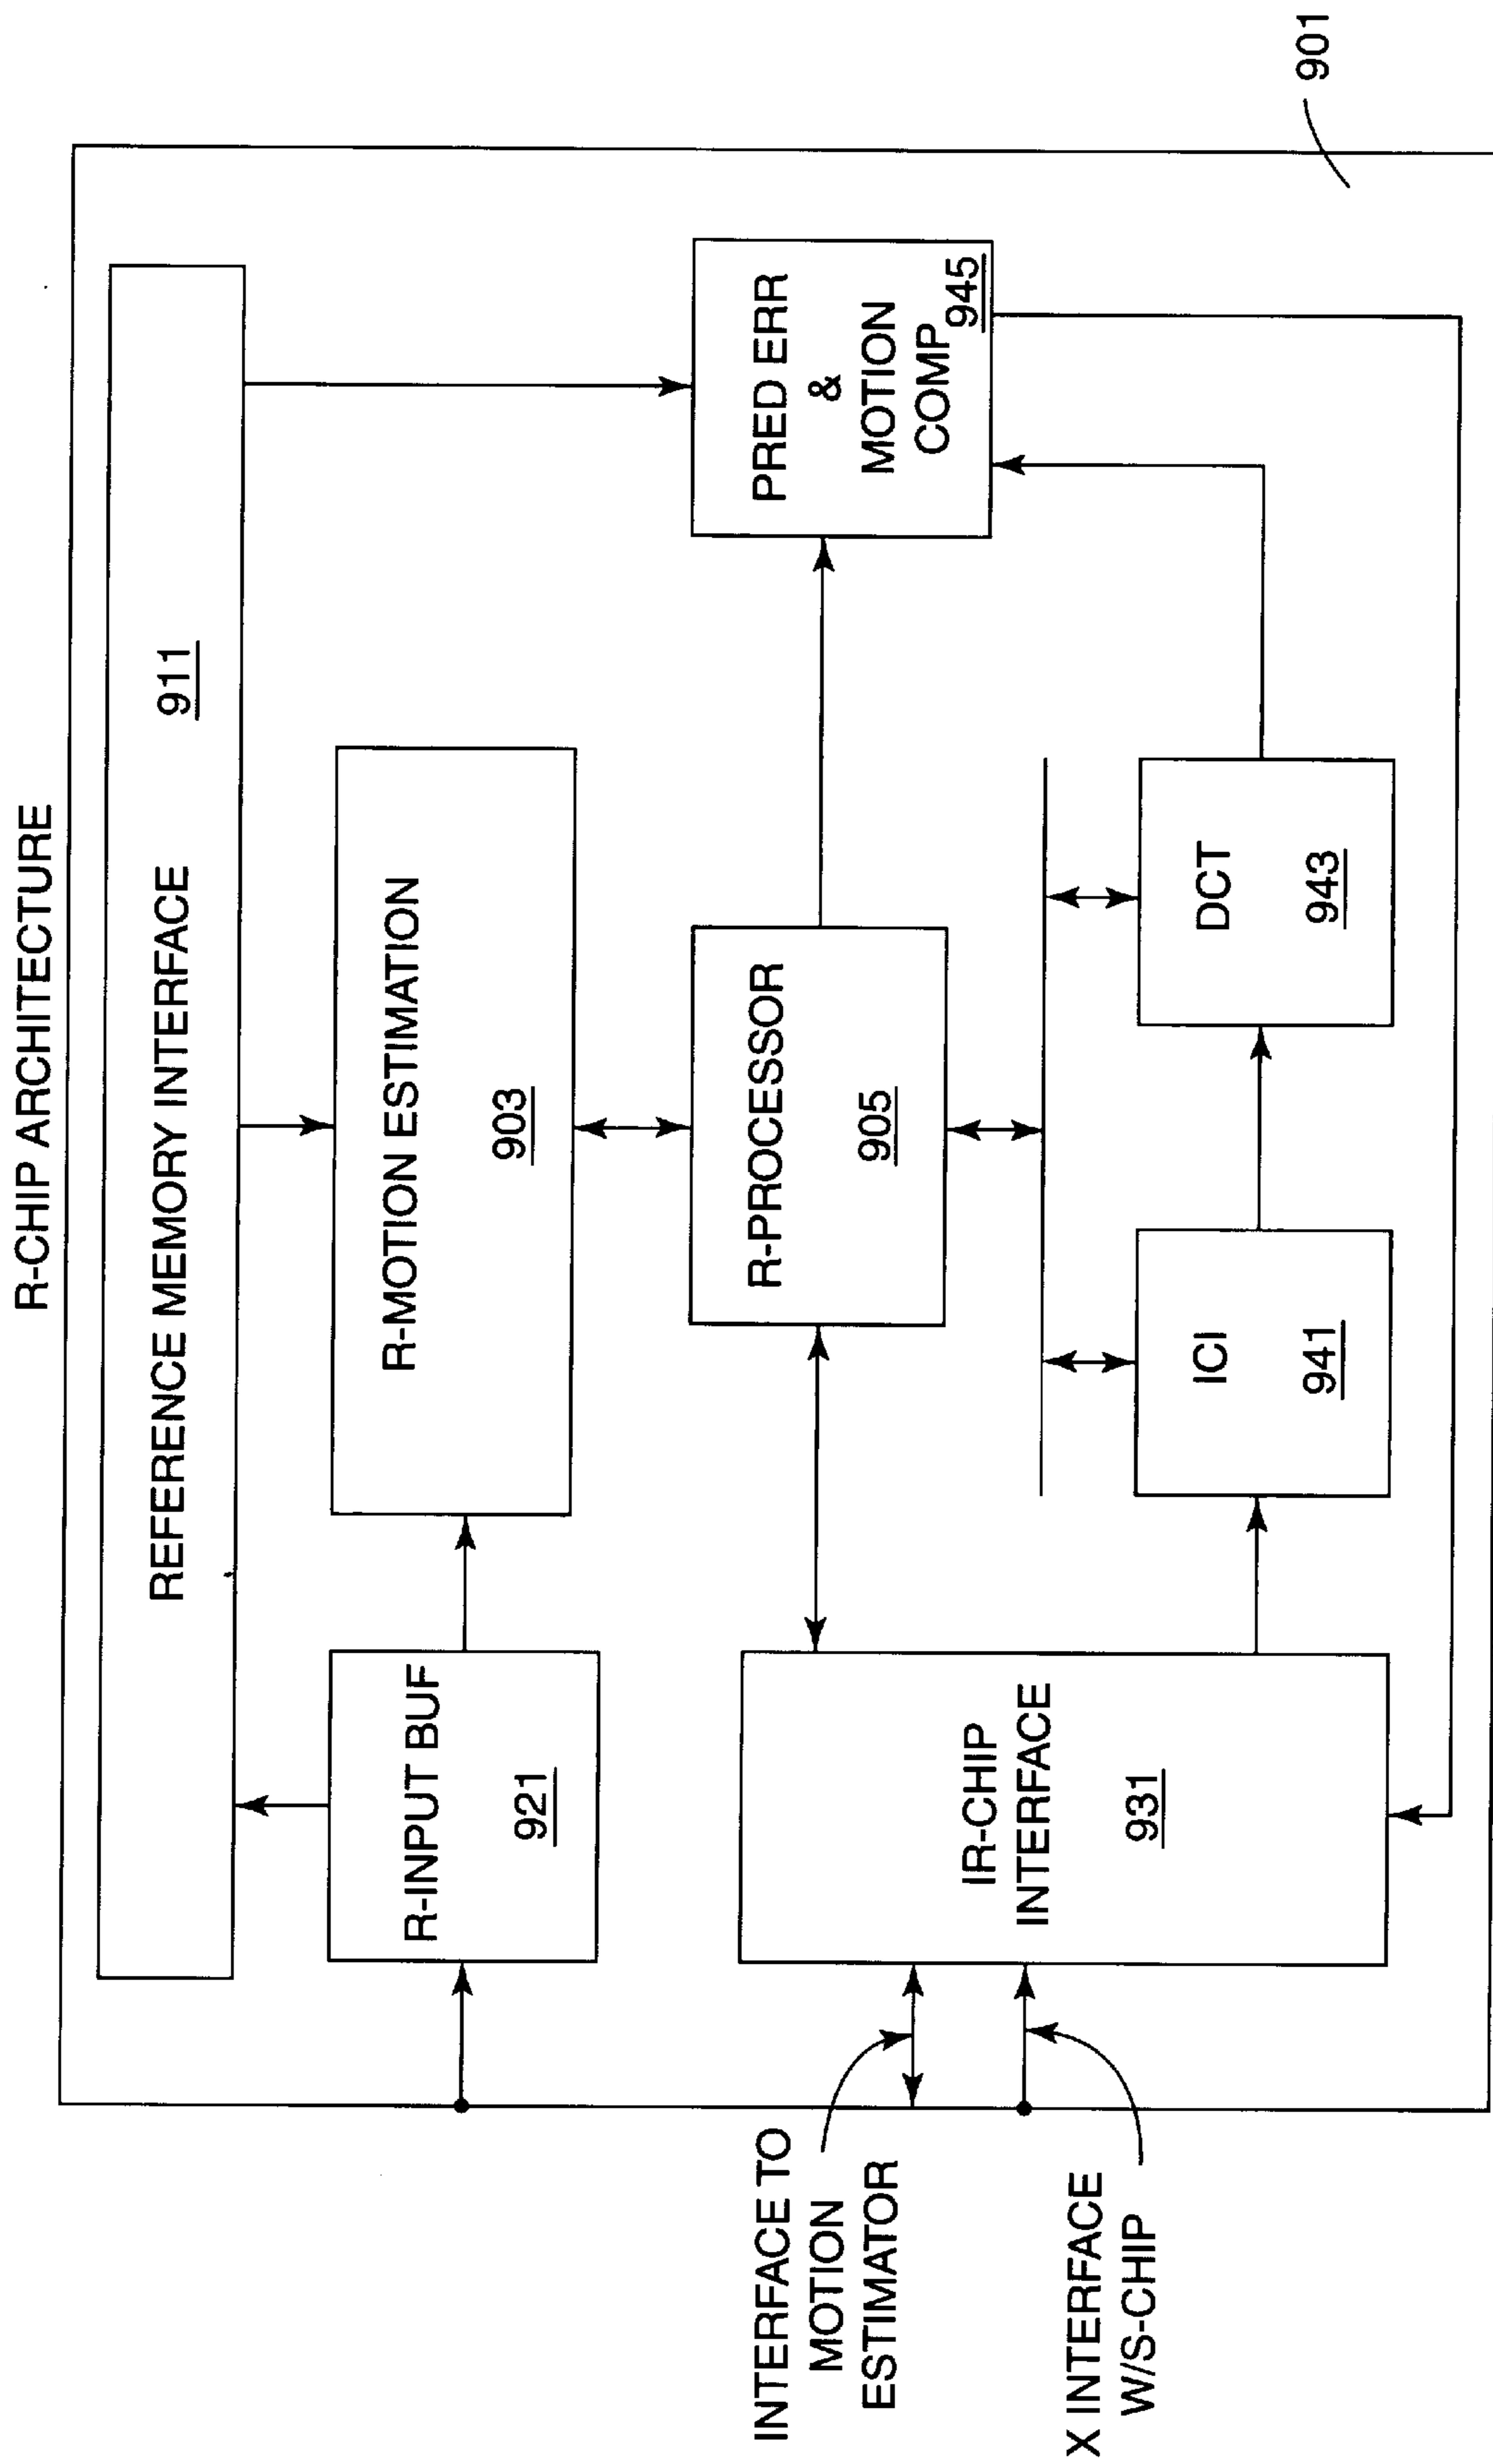 R-CHIP ARCHITECTURE
REFERENCE MEMORY INTERFACE
911
R-INPUT BUF
921
R-MOTION ESTIMATION
903
IR-CHIP
INTERFACE
931
R-PROCESSOR
905
PRED ERR
&
MOTION
COMP
945
ICI
941
DCT
943
INTERFACE TO
MOTION
ESTIMATOR
X INTERFACE
W/S-CHIP
901